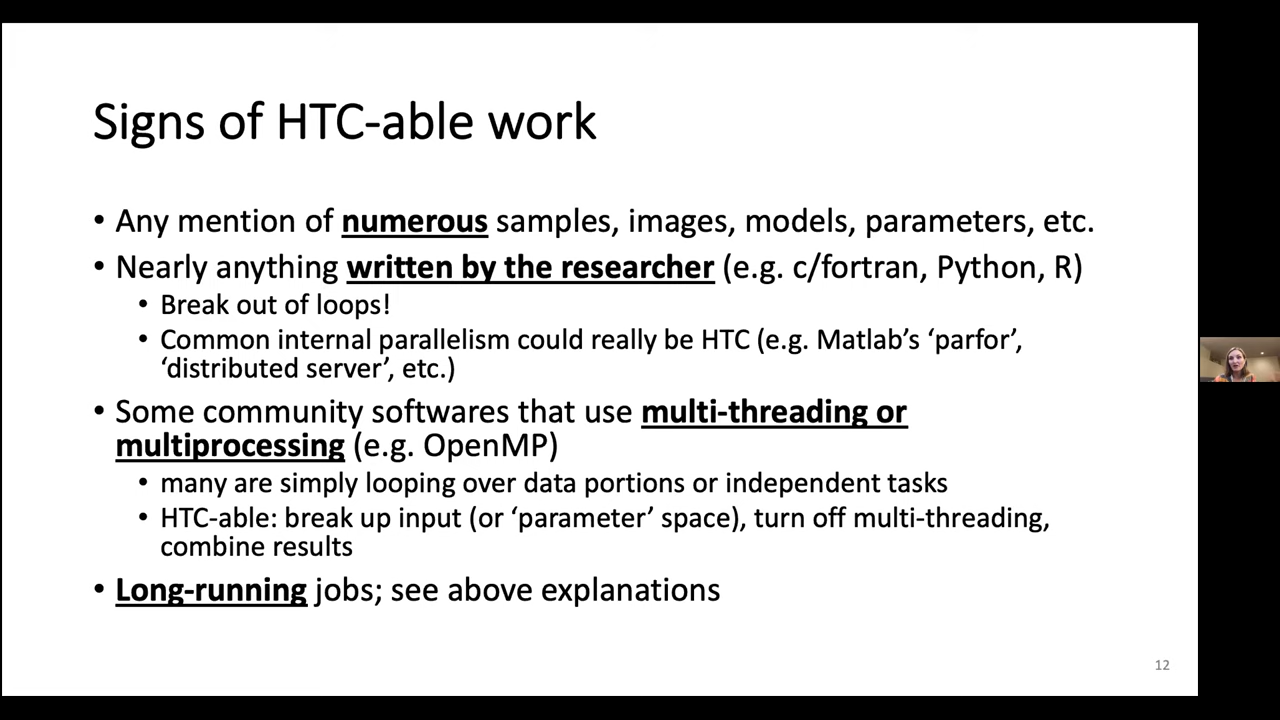 Signs of HTC-able work
• Any mention of numerous samples, images, models, parameters, etc.
• Nearly anything written by the researcher (e.g. c/fortran, Python, R)
• Break out of loops!
• Common internal parallelism could really be HTC (e.g. Matlab's 'parfor',
'distributed server', etc.)
• Some community softwares that use multi-threading or
multiprocessing (e.g. OpenMP)
• many are simply looping over data portions or independent tasks
• HTC-able: break up input (or 'parameter' space), turn off multi-threading,
combine results
• Long-running jobs; see above explanations
12